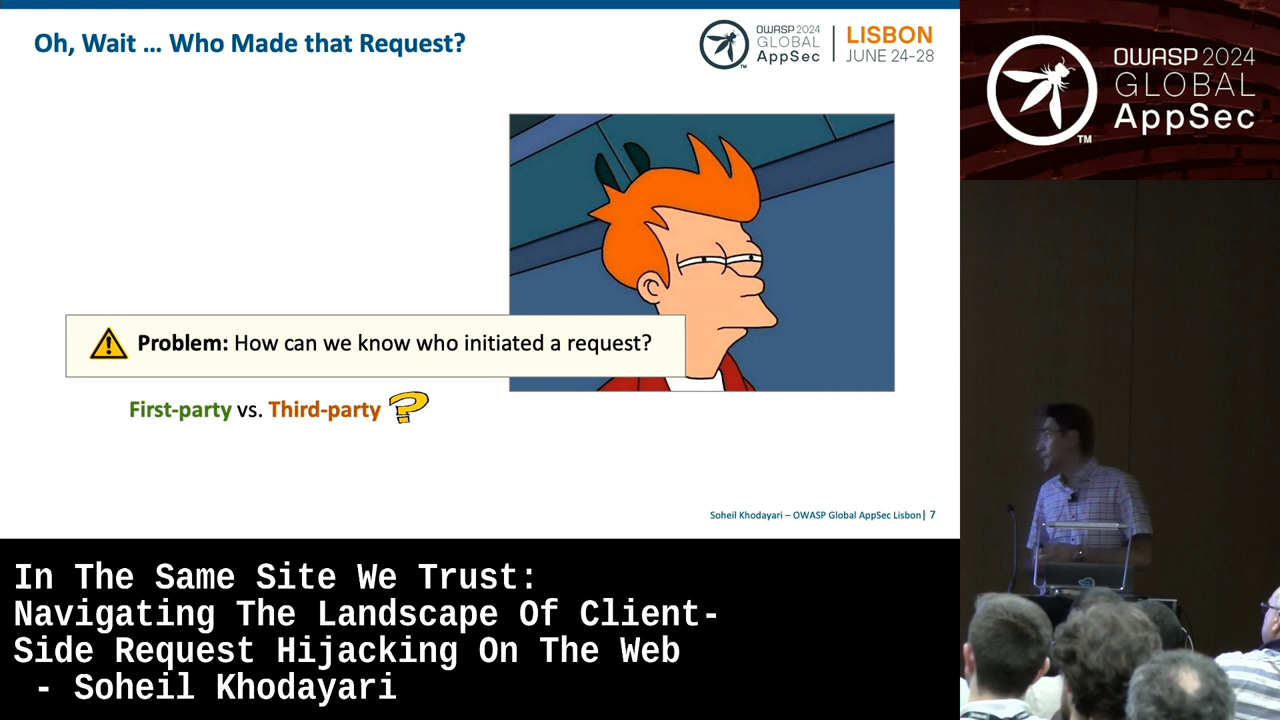 Oh, Wait ... Who Made that Request?
OWASP 2024
GLOBAL
AppSec
TM
LISBON
JUNE 24-28
Problem: How can we know who initiated a request?
First-party vs. Third-party ?
Soheil Khodayari – OWASP Global AppSec Lisbon| 7
OWASP 2024
GLOBAL
AppSec
TM
In The Same Site We Trust:
Navigating The Landscape Of Client-
Side Request Hijacking On The Web
- Soheil Khodayari